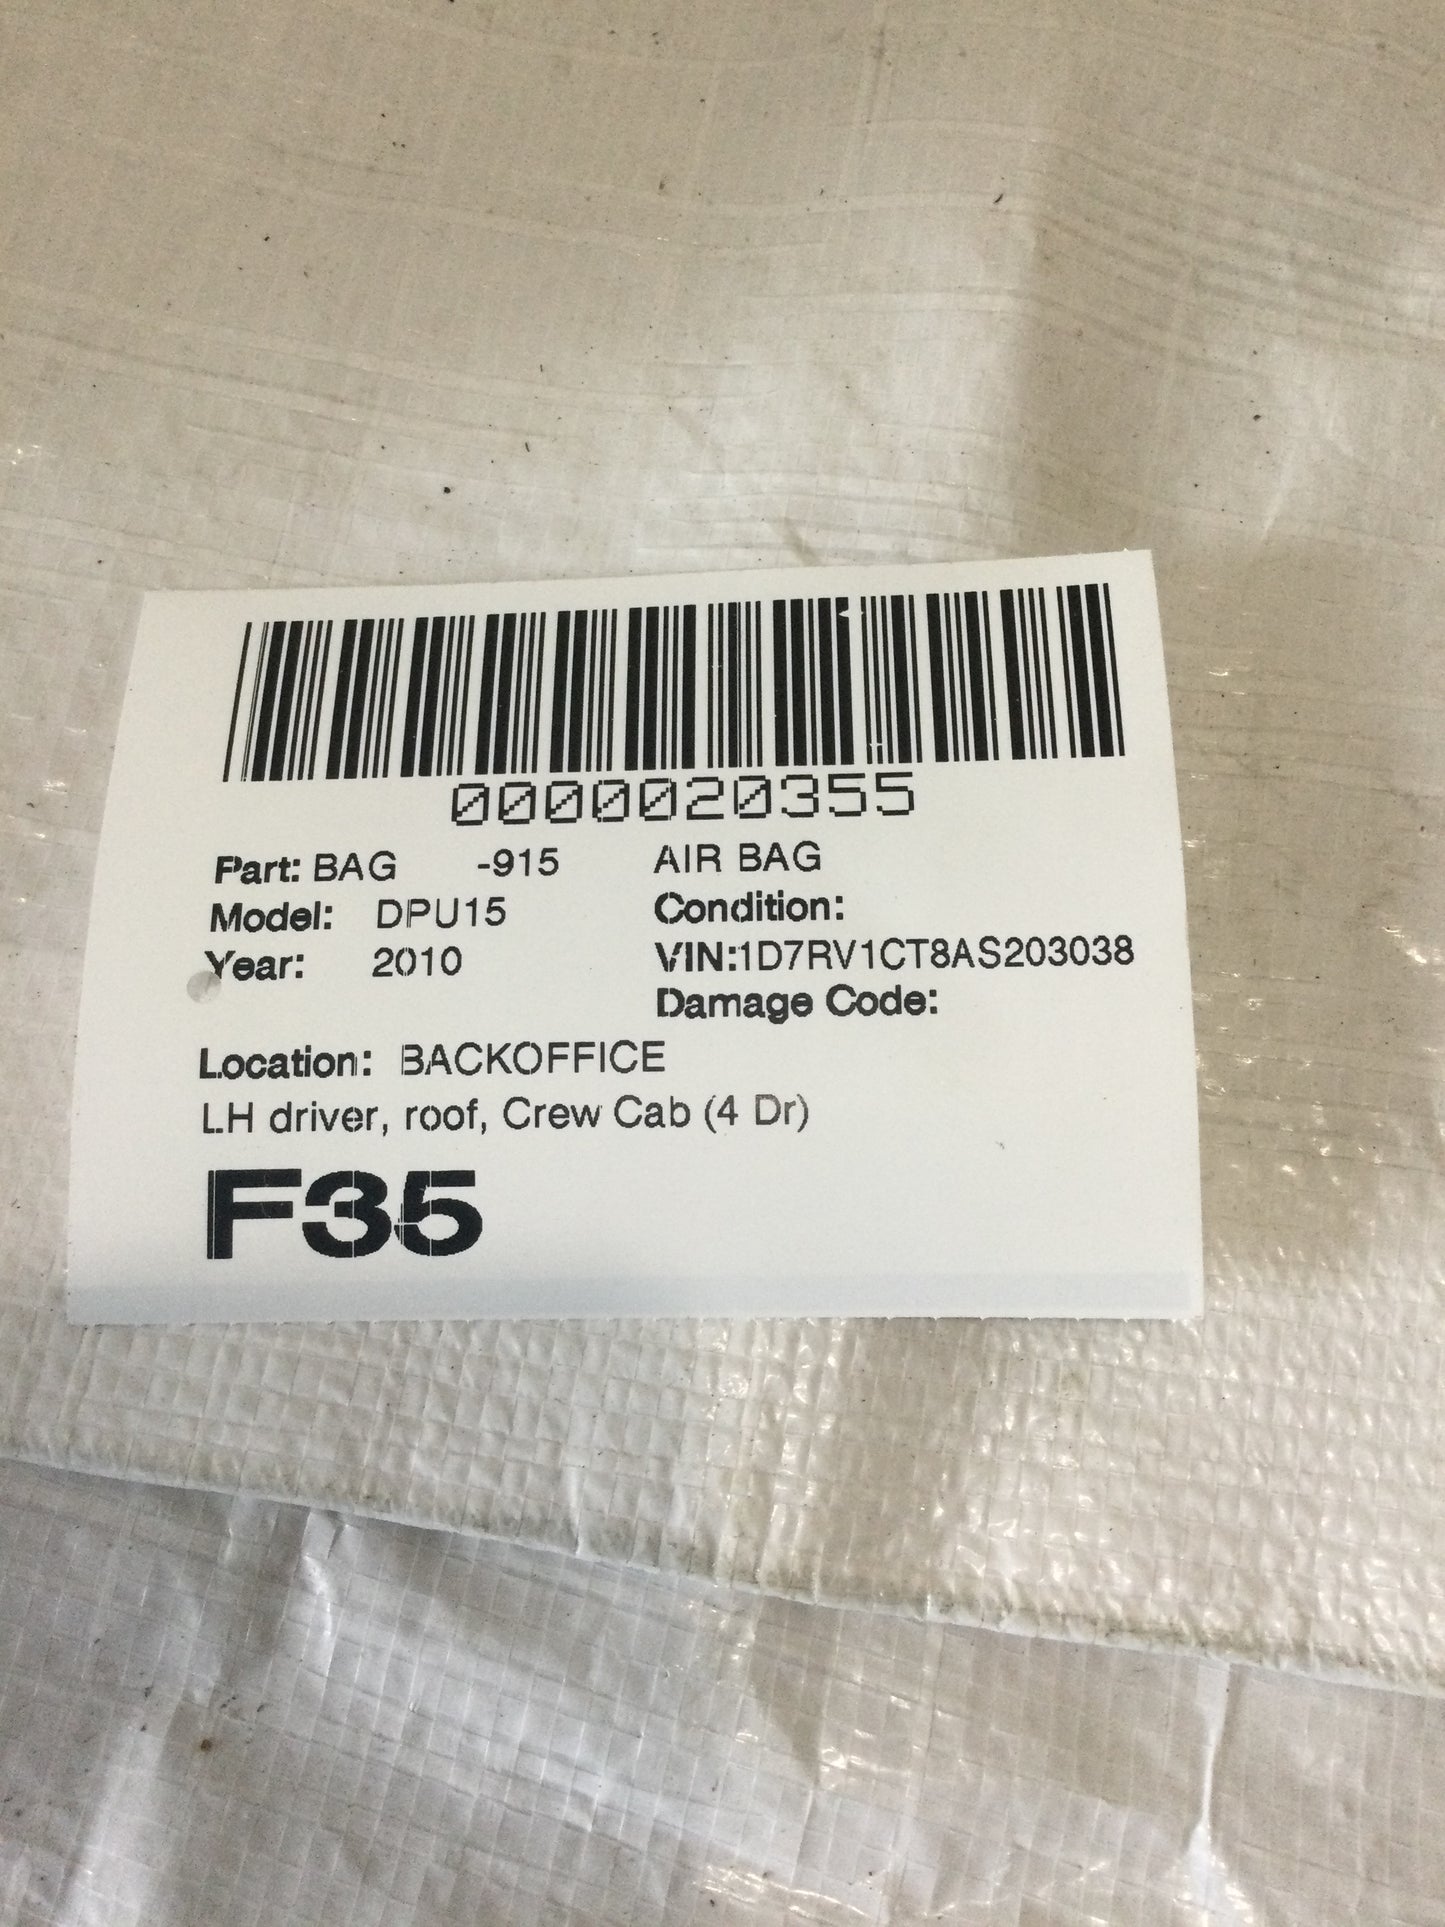 0000020355
Part: BAG -915 AIR BAG
Model: DPU15 Condition:
Year: 2010 VIN:1D7RV1CT8AS203038
Damage Code:
Location: BACKOFFICE
LH driver, roof, Crew Cab (4 Dr)
F35